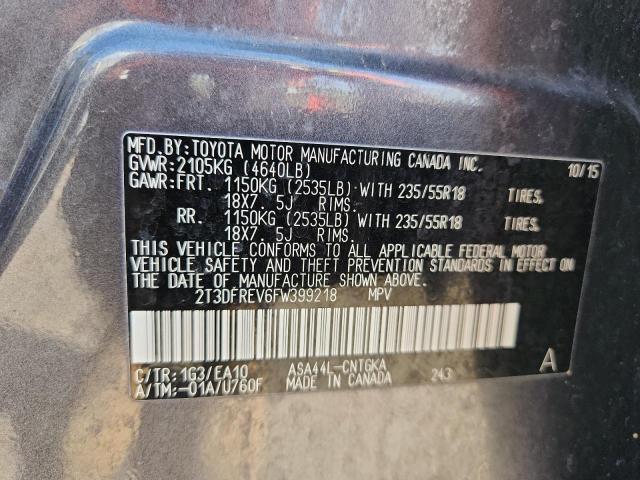 MFD.BY:TOYOTA MOTOR MANUFACTURING CANADA INC. 10/15
GVWR:2105KG (4640LB)
GAWR:FRT. 1150KG (2535LB) WITH 235/55R18 TIRES,
18X7. 5J RIMS.
RR. 1150KG (2535LB) WITH 235/55R18 TIRES,
18X7. 5J RIMS.
THIS VEHICLE CONFORMS TO ALL APPLICABLE FEDERAL MOTOR
VEHICLE SAFETY AND THEFT PREVENTION STANDARDS IN EFFECT ON
THE DATE OF MANUFACTURE SHOWN ABOVE.
2T3DFREV6FW399218 MPV
C/TR:1G3/EA10 ASA44L-CNTGKA A
A/TM:-01A/U760F MADE IN CANADA 243